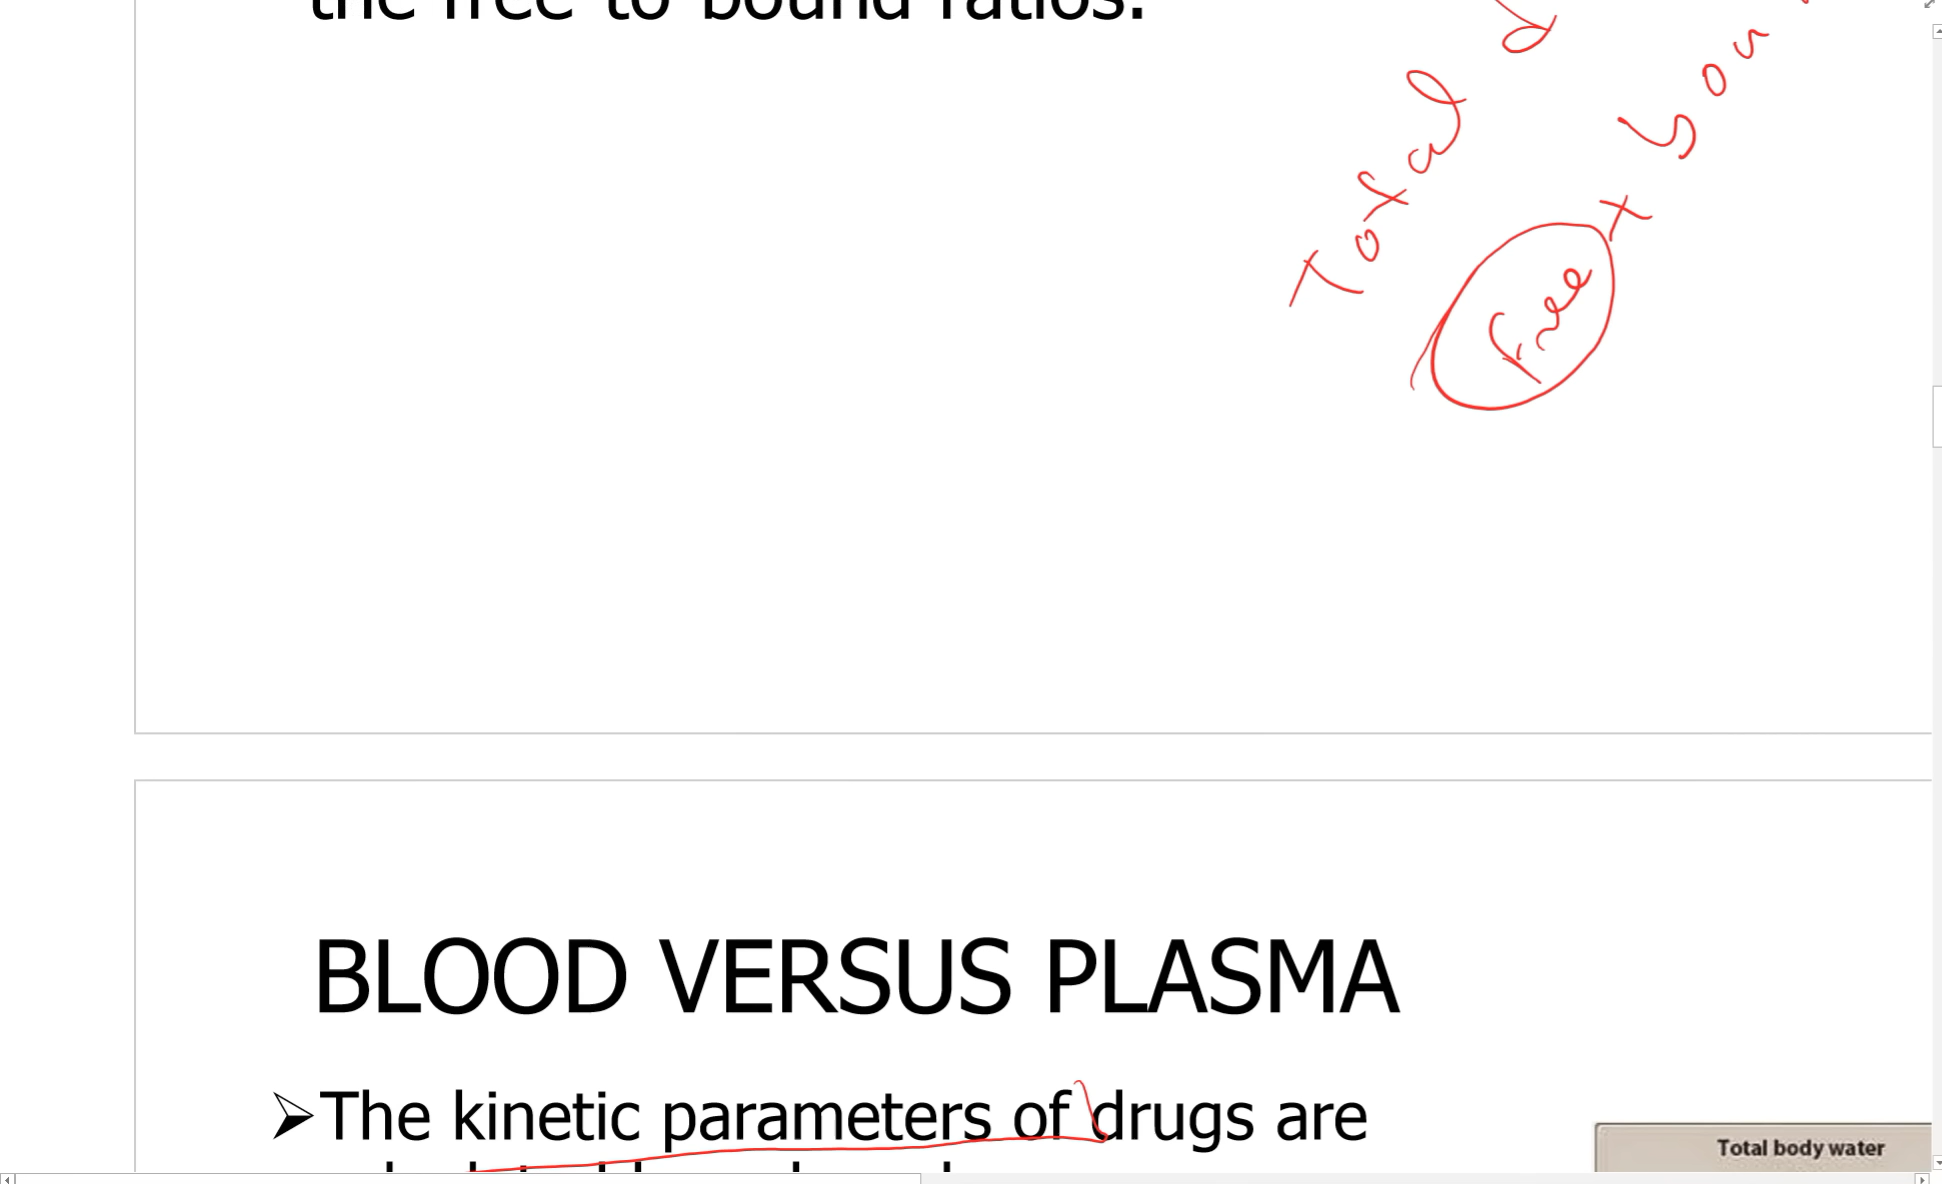 the free to bound ratios.
Total d
Free + bou
BLOOD VERSUS PLASMA
➢The kinetic parameters of drugs are
Total body water